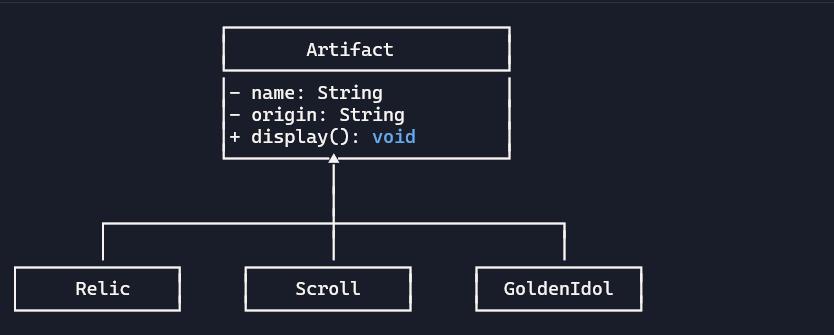 Artifact
- name: String
- origin: String
+ display(): void
Relic
Scroll
GoldenIdol